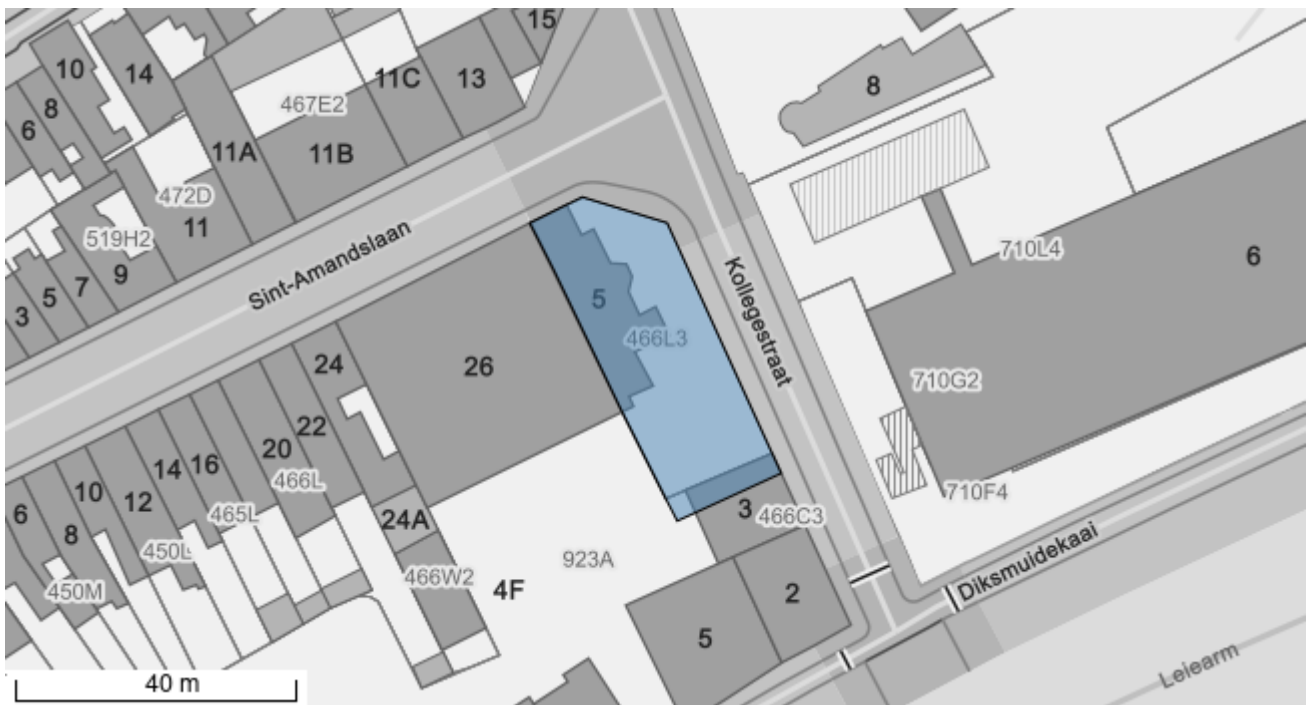 15
10
14
13
11C
8
8
467E2
6
11A
11B
472D
11
519H2
Sint-Amandslaan
710L4
6
9
7
5
3
Kollegestraat
5
466L3
24
26
710G2
22
20
16
14
466L
10
12
465L
6
8
24A
3
466C3
710F4
450L
923A
466W2
4F
450M
Diksmuidekaai
2
5
Leiearm
40 m